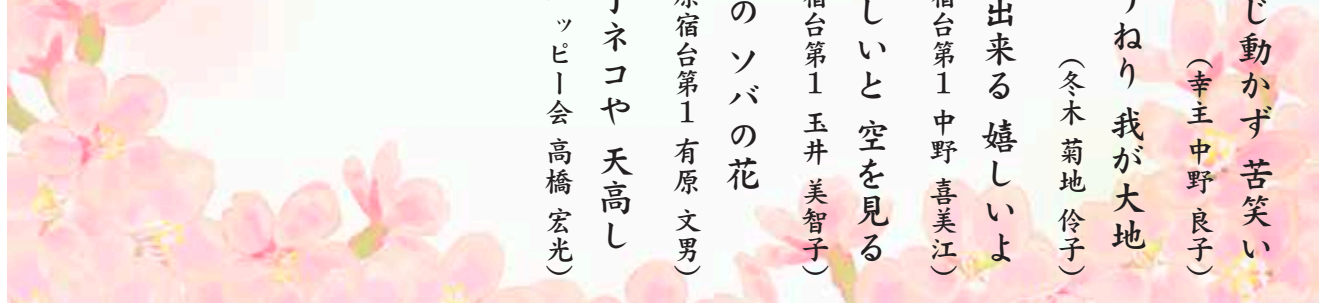 じ動かず 苦笑い
(幸主 中野 良子)
うねり 我が大地
(冬木 菊地 伶子)
出来る 嬉しいよ
宿台第1 中野 喜美江)
しいと 空を見る
宿台第1 玉井 美智子)
の ソバの花
原宿台第1 有原 文男)
ネコや 天高し
ッピー会 高橋 宏光)